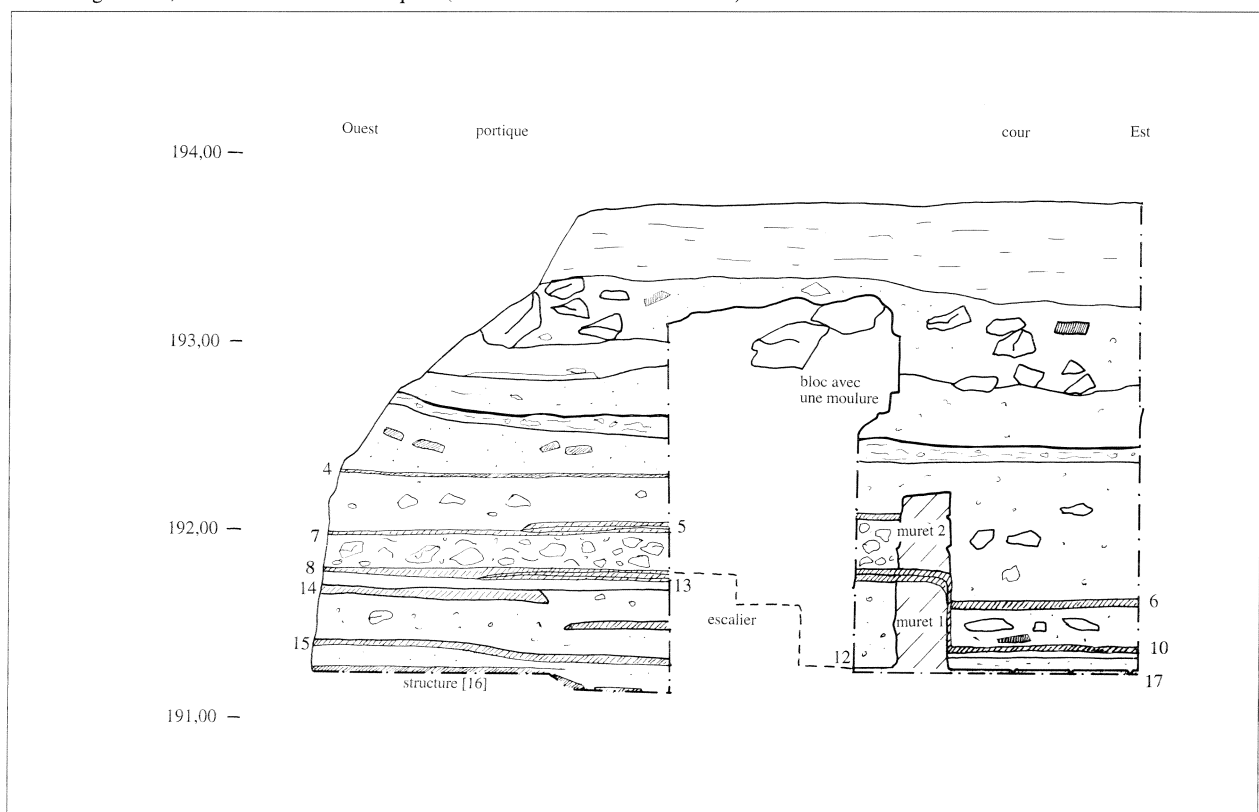 Ouest portique cour Est
194,00
193,00
bloc avec
une moulure
4
192,00
5
7
muret 2
8
13
14
6
escalier
muret 1
15
10
12
structure [16]
17
191,00